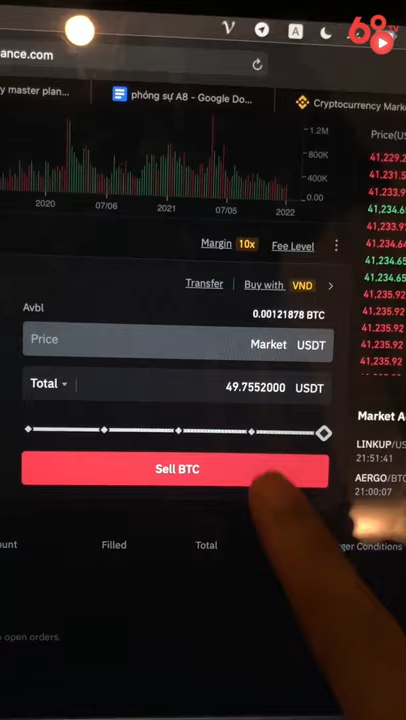 60 TV
V A
ance.com
y master plan...
phóng sự A8 - Google Do...
Cryptocurrency Mark
1.2M
800K
400K
0.00
2020 07/06 2021 07/05 2022
Price(U
41,229.2
41,231.5
41,233.9
41,234.6
41,233.9
41,234.65
41,234.65
41,235.92
41,234.6
41,235.92
41,235.92
41,235.92
Margin 10x Fee Level
Transfer Buy with VND
Avbl 0.00121878 BTC
Price Market USDT
Total 49.7552000 USDT
Sell BTC
Market A
LINKUP/US
21:51:41
AERGO/BTC
21:00:07
ount Filled Total ger Conditions
open orders.